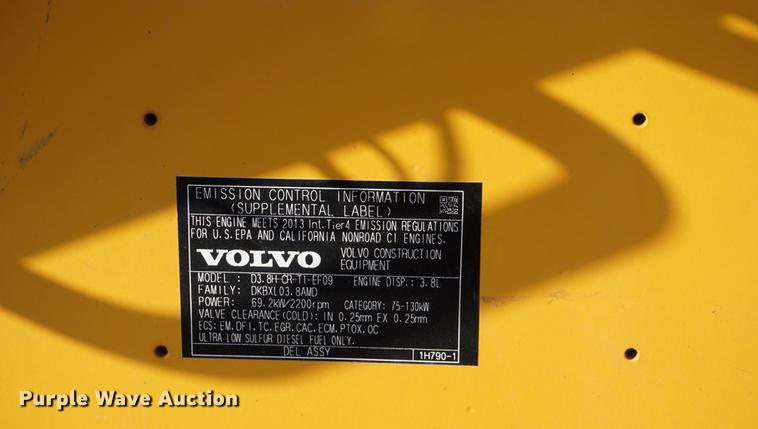 EMISSION CONTROL INFORMATION
(SUPPLEMENTAL LABEL)
THIS ENGINE MEETS 2013 Int.Tier4 EMISSION REGULATIONS
FOR U.S.EPA AND CALIFORNIA NONROAD CI ENGINES.
VOLVO VOLVO CONSTRUCTION
EQUIPMENT
MODEL : D3.8H-CR-TI-EF09 ENGINE DISP.: 3.8L
FAMILY: DKBXL03.8AMD
POWER: 69.2kW/2200rpm CATEGORY: 75-130kW
VALVE CLEARANCE(COLD): IN 0.25mm EX 0.25mm
ECS: EM.DFI.TC.EGR.CAC.ECM.PTOX.OC
ULTRA LOW SULFUR DIESEL FUEL ONLY.
DEL ASSY 1H790-1
Purple Wave Auction